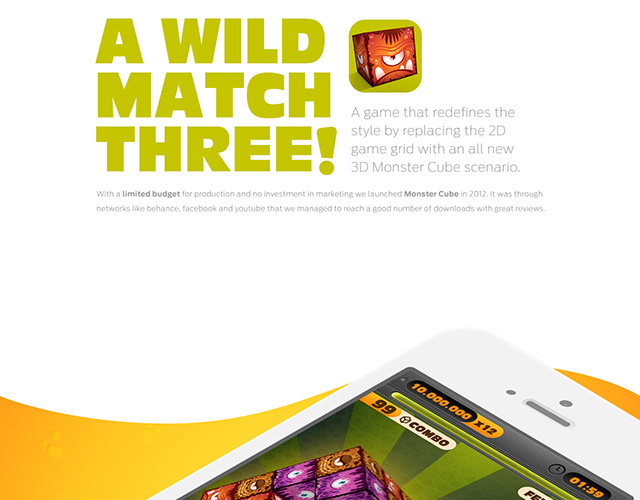 A WILD
MATCH
THREE!
A game that redefines the
style by replacing the 2D
game grid with an all new
3D Monster Cube scenario.
With a limited budget for production and no investment in marketing we launched Monster Cube in 2012. It was through
networks like behance, facebook and youtube that we managed to reach a good number of downloads with great reviews.
10.000.000 x12
99 COMBO
01:59